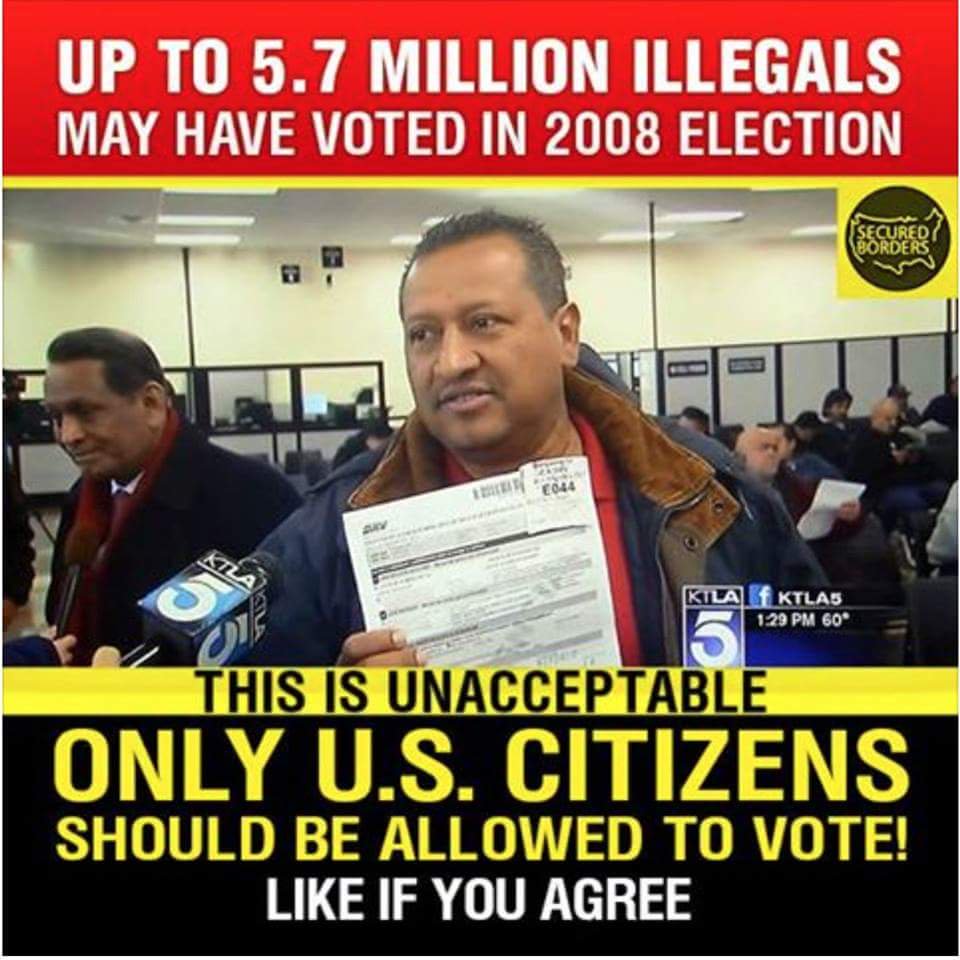 UP TO 5.7 MILLION ILLEGALS
MAY HAVE VOTED IN 2008 ELECTION
SECURED
BORDERS
E044
KTLA
5
KTLA
KTLA f KTLA5
5 1:29 PM 60°
THIS IS UNACCEPTABLE
ONLY U.S. CITIZENS
SHOULD BE ALLOWED TO VOTE!
LIKE IF YOU AGREE